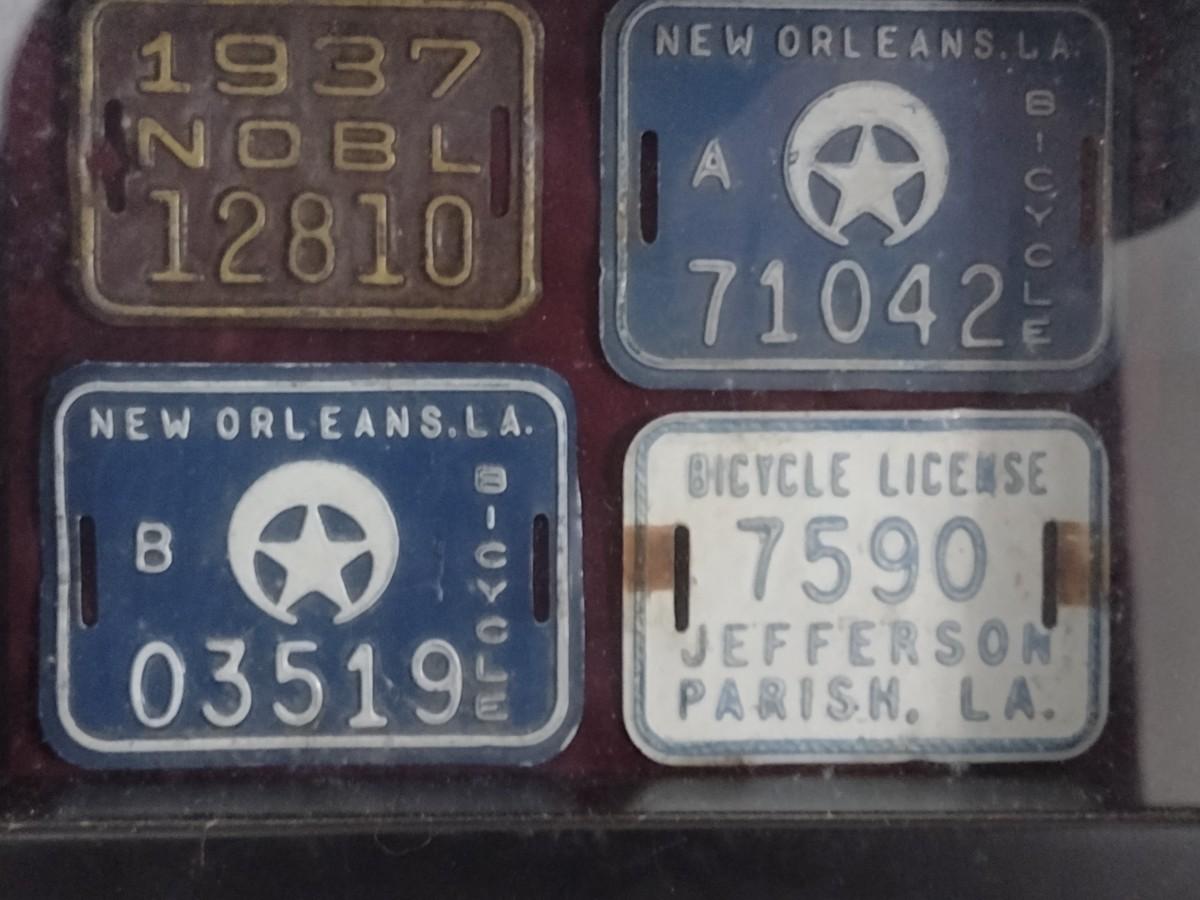 1937
NOBL
12810
NEW ORLEANS.LA.
A
BICYCLE
71042
NEW ORLEANS.LA.
B
BICYCLE
03519
BICYCLE LICENSE
7590
JEFFERSON
PARISH. LA.